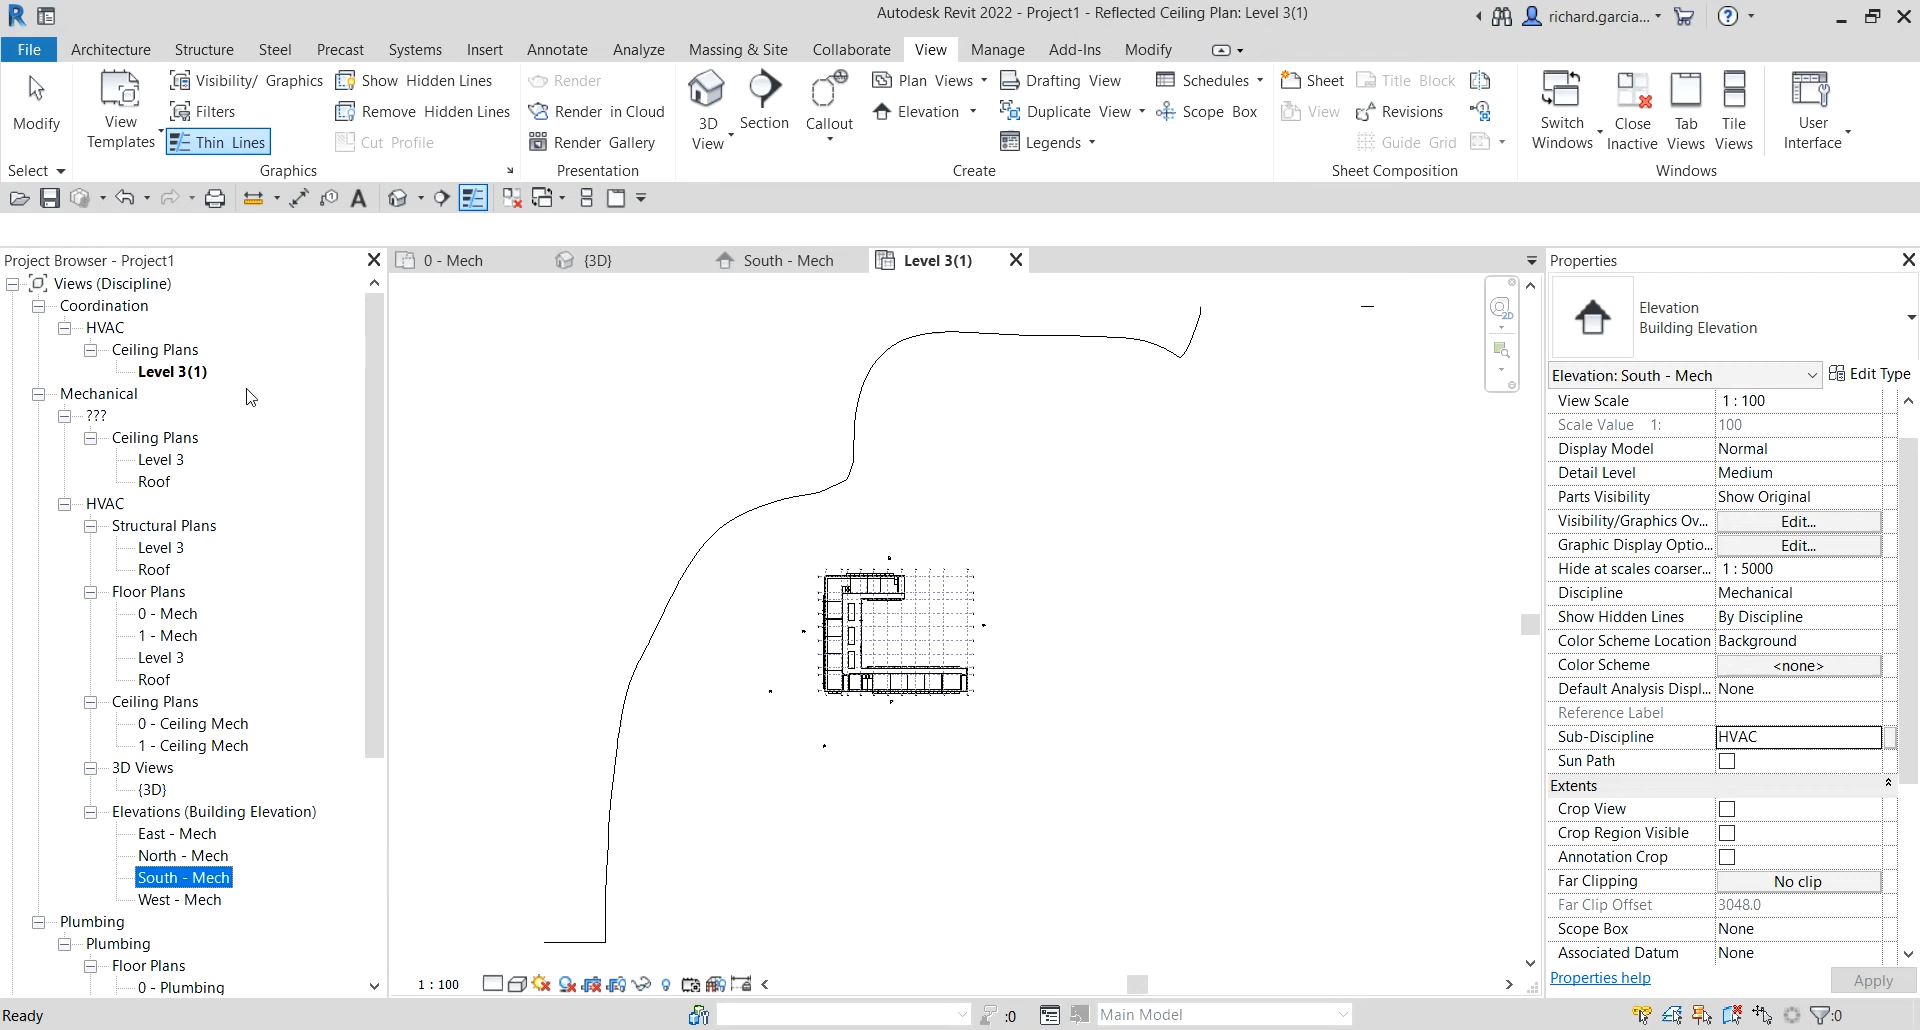 Autodesk Revit 2022 - Project1 - Reflected Ceiling Plan: Level 3(1)
richard.garcia...
File Architecture Structure Steel Precast Systems Insert Annotate Analyze Massing & Site Collaborate View Manage Add-Ins Modify
Modify
Select
View Templates
Visibility/ Graphics
Filters
Thin Lines
Show Hidden Lines
Remove Hidden Lines
Cut Profile
Graphics
Render
Render in Cloud
Render Gallery
Presentation
3D View
Section
Callout
Plan Views
Elevation
Drafting View
Duplicate View
Legends
Schedules
Scope Box
Create
Sheet
View
Title Block
Revisions
Guide Grid
Sheet Composition
Switch Windows
Close Inactive
Tab Views
Tile Views
Windows
User Interface
Project Browser - Project1
Views (Discipline)
Coordination
HVAC
Ceiling Plans
Level 3(1)
Mechanical
???
Ceiling Plans
Level 3
Roof
HVAC
Structural Plans
Level 3
Roof
Floor Plans
0 - Mech
1 - Mech
Level 3
Roof
Ceiling Plans
0 - Ceiling Mech
1 - Ceiling Mech
3D Views
{3D}
Elevations (Building Elevation)
East - Mech
North - Mech
South - Mech
West - Mech
Plumbing
Plumbing
Floor Plans
0 - Plumbing
0 - Mech
{3D}
South - Mech
Level 3(1)
2D
1 : 100
Properties
Elevation
Building Elevation
Elevation: South - Mech
Edit Type
View Scale 1 : 100
Scale Value 1: 100
Display Model Normal
Detail Level Medium
Parts Visibility Show Original
Visibility/Graphics Ov... Edit...
Graphic Display Optio... Edit...
Hide at scales coarser... 1 : 5000
Discipline Mechanical
Show Hidden Lines By Discipline
Color Scheme Location Background
Color Scheme <none>
Default Analysis Displ... None
Reference Label
Sub-Discipline HVAC
Sun Path
Extents
Crop View
Crop Region Visible
Annotation Crop
Far Clipping No clip
Far Clip Offset 3048.0
Scope Box None
Associated Datum None
Properties help
Apply
Ready
:0
Main Model
:0